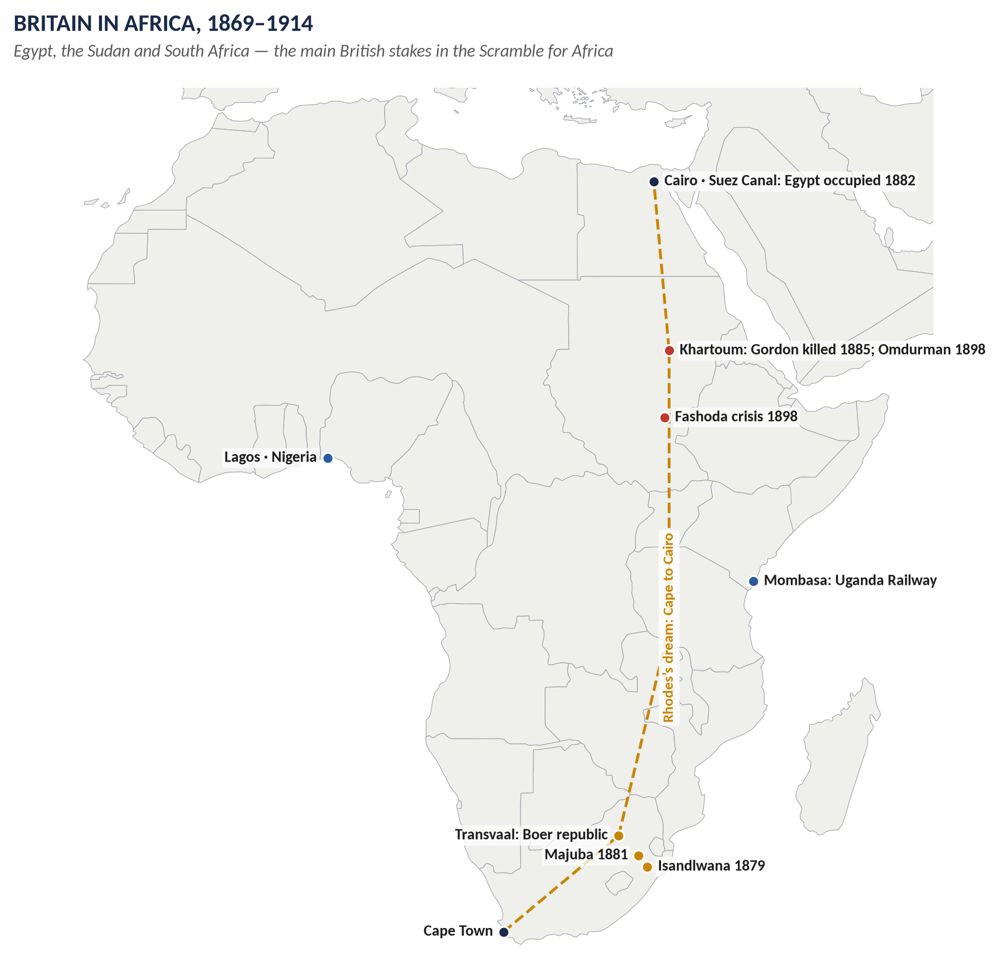 BRITAIN IN AFRICA, 1869–1914
Egypt, the Sudan and South Africa — the main British stakes in the Scramble for Africa
Cairo · Suez Canal: Egypt occupied 1882
Khartoum: Gordon killed 1885; Omdurman 1898
Fashoda crisis 1898
Lagos · Nigeria
Rhodes’s dream: Cape to Cairo
Mombasa: Uganda Railway
Transvaal: Boer republic
Majuba 1881
Isandlwana 1879
Cape Town